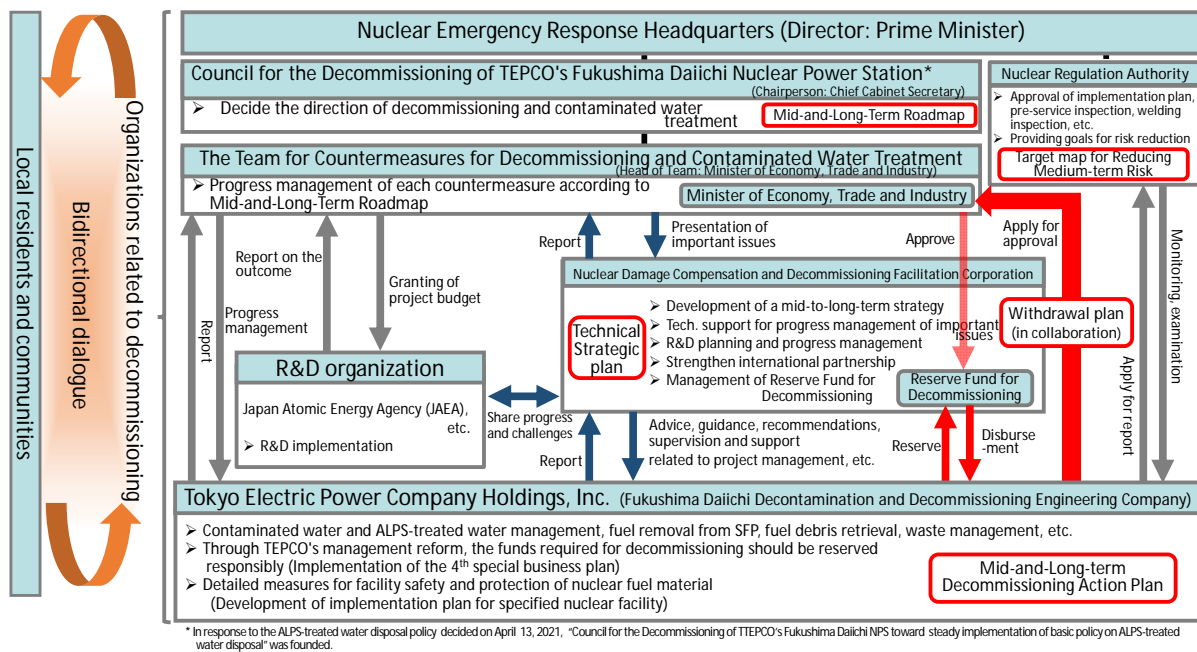 Local residents and communities
Bidirectional dialogue
Organizations related to decommissioning
Nuclear Emergency Response Headquarters (Director: Prime Minister)
Council for the Decommissioning of TEPCO's Fukushima Daiichi Nuclear Power Station*
(Chairperson: Chief Cabinet Secretary)
➤ Decide the direction of decommissioning and contaminated water
treatment
Mid-and-Long-Term Roadmap
Nuclear Regulation Authority
➤ Approval of implementation plan,
pre-service inspection, welding
inspection, etc.
➤ Providing goals for risk reduction
Target map for Reducing
Medium-term Risk
The Team for Countermeasures for Decommissioning and Contaminated Water Treatment
(Head of Team: Minister of Economy, Trade and Industry)
➤ Progress management of each countermeasure according to
Mid-and-Long-Term Roadmap
Minister of Economy, Trade and Industry
Report
Progress
management
Report on the
outcome
Granting of
project budget
Report
Presentation of
important issues
Approve
Apply for
approval
Monitoring, examination
Apply for report
Nuclear Damage Compensation and Decommissioning Facilitation Corporation
Technical
Strategic
plan
➤ Development of a mid-to-long-term strategy
➤ Tech. support for progress management of important
issues
➤ R&D planning and progress management
➤ Strengthen international partnership
➤ Management of Reserve Fund for
Decommissioning
Reserve Fund for
Decommissioning
Withdrawal plan
(in collaboration)
R&D organization
Japan Atomic Energy Agency (JAEA),
etc.
➤ R&D implementation
Share progress
and challenges
Report
Advice, guidance, recommendations,
supervision and support
related to project management, etc.
Reserve
Disburse
-ment
Tokyo Electric Power Company Holdings, Inc. (Fukushima Daiichi Decontamination and Decommissioning Engineering Company)
➤ Contaminated water and ALPS-treated water management, fuel removal from SFP, fuel debris retrieval, waste management, etc.
➤ Through TEPCO's management reform, the funds required for decommissioning should be reserved
responsibly (Implementation of the 4th special business plan)
➤ Detailed measures for facility safety and protection of nuclear fuel material
(Development of implementation plan for specified nuclear facility)
Mid-and-Long-term
Decommissioning Action Plan
* In response to the ALPS-treated water disposal policy decided on April 13, 2021, "Council for the Decommissioning of TTEPCO's Fukushima Daiichi NPS toward steady implementation of basic policy on ALPS-treated
water disposal" was founded.